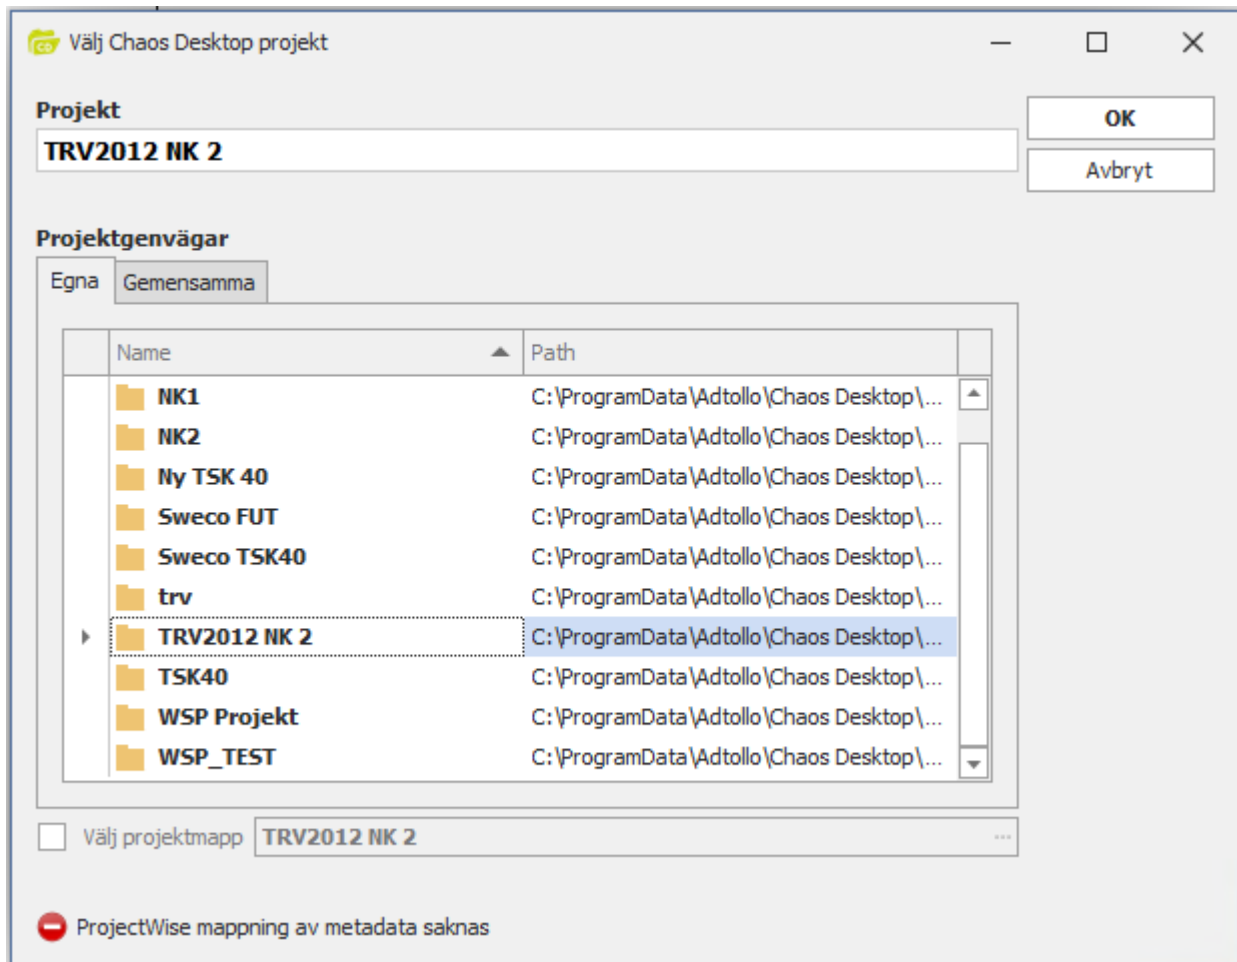 CD Välj Chaos Desktop projekt
Projekt
OK
TRV2012 NK 2
Avbryt
Projektgenvägar
Egna Gemensamma
Name Path
NK1 C:\ProgramData\Adtollo\Chaos Desktop\...
NK2 C:\ProgramData\Adtollo\Chaos Desktop\...
Ny TSK 40 C:\ProgramData\Adtollo\Chaos Desktop\...
Sweco FUT C:\ProgramData\Adtollo\Chaos Desktop\...
Sweco TSK40 C:\ProgramData\Adtollo\Chaos Desktop\...
trv C:\ProgramData\Adtollo\Chaos Desktop\...
TRV2012 NK 2 C:\ProgramData\Adtollo\Chaos Desktop\...
TSK40 C:\ProgramData\Adtollo\Chaos Desktop\...
WSP Projekt C:\ProgramData\Adtollo\Chaos Desktop\...
WSP_TEST C:\ProgramData\Adtollo\Chaos Desktop\...
Välj projektmapp TRV2012 NK 2 ...
ProjectWise mappning av metadata saknas